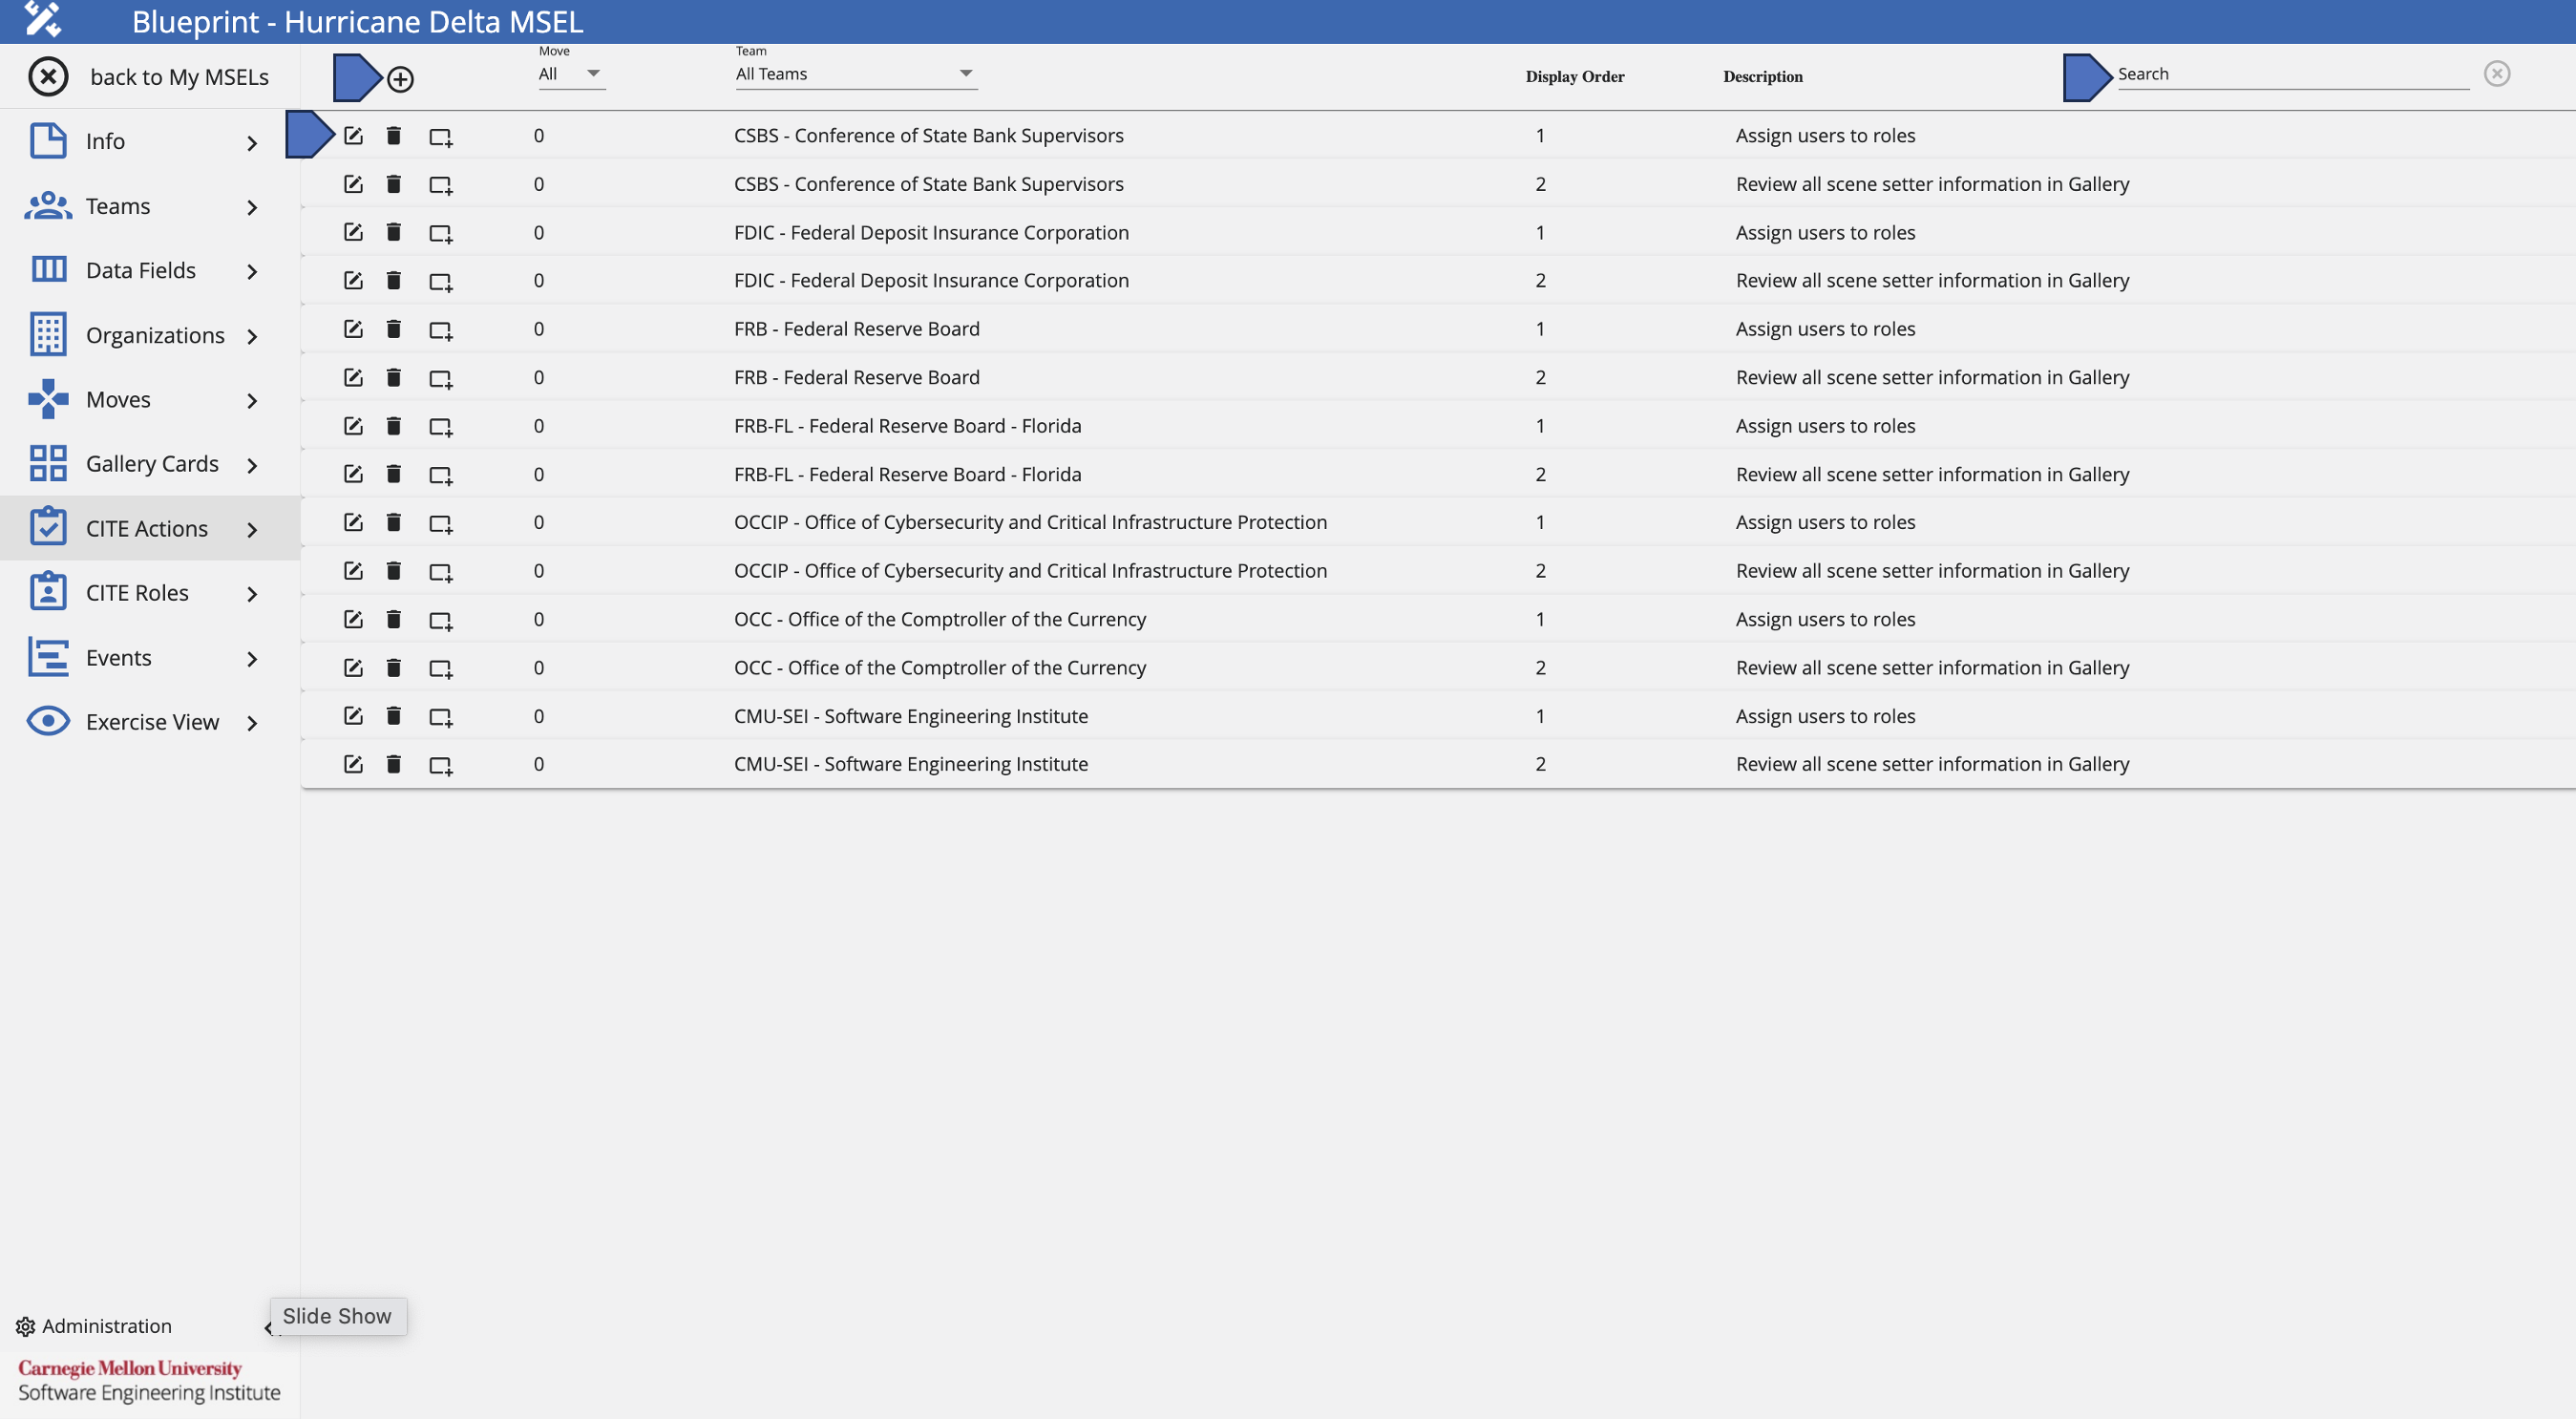 Blueprint - Hurricane Delta MSEL
back to My MSELs
Move
All
Team
All Teams
Display Order
Description
Search
Info
Teams
Data Fields
Organizations
Moves
Gallery Cards
CITE Actions
CITE Roles
Events
Exercise View
0 CSBS - Conference of State Bank Supervisors 1 Assign users to roles
0 CSBS - Conference of State Bank Supervisors 2 Review all scene setter information in Gallery
0 FDIC - Federal Deposit Insurance Corporation 1 Assign users to roles
0 FDIC - Federal Deposit Insurance Corporation 2 Review all scene setter information in Gallery
0 FRB - Federal Reserve Board 1 Assign users to roles
0 FRB - Federal Reserve Board 2 Review all scene setter information in Gallery
0 FRB-FL - Federal Reserve Board - Florida 1 Assign users to roles
0 FRB-FL - Federal Reserve Board - Florida 2 Review all scene setter information in Gallery
0 OCCIP - Office of Cybersecurity and Critical Infrastructure Protection 1 Assign users to roles
0 OCCIP - Office of Cybersecurity and Critical Infrastructure Protection 2 Review all scene setter information in Gallery
0 OCC - Office of the Comptroller of the Currency 1 Assign users to roles
0 OCC - Office of the Comptroller of the Currency 2 Review all scene setter information in Gallery
0 CMU-SEI - Software Engineering Institute 1 Assign users to roles
0 CMU-SEI - Software Engineering Institute 2 Review all scene setter information in Gallery
Administration
Slide Show
Carnegie Mellon University
Software Engineering Institute